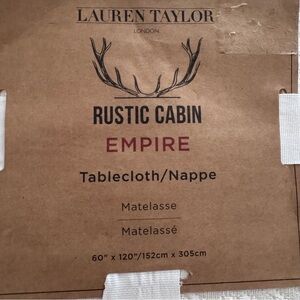 LAUREN TAYLOR
LONDON
RUSTIC CABIN
EMPIRE
Tablecloth/Nappe
Matelasse
Matelassé
60" x 120"/152cm x 305cm